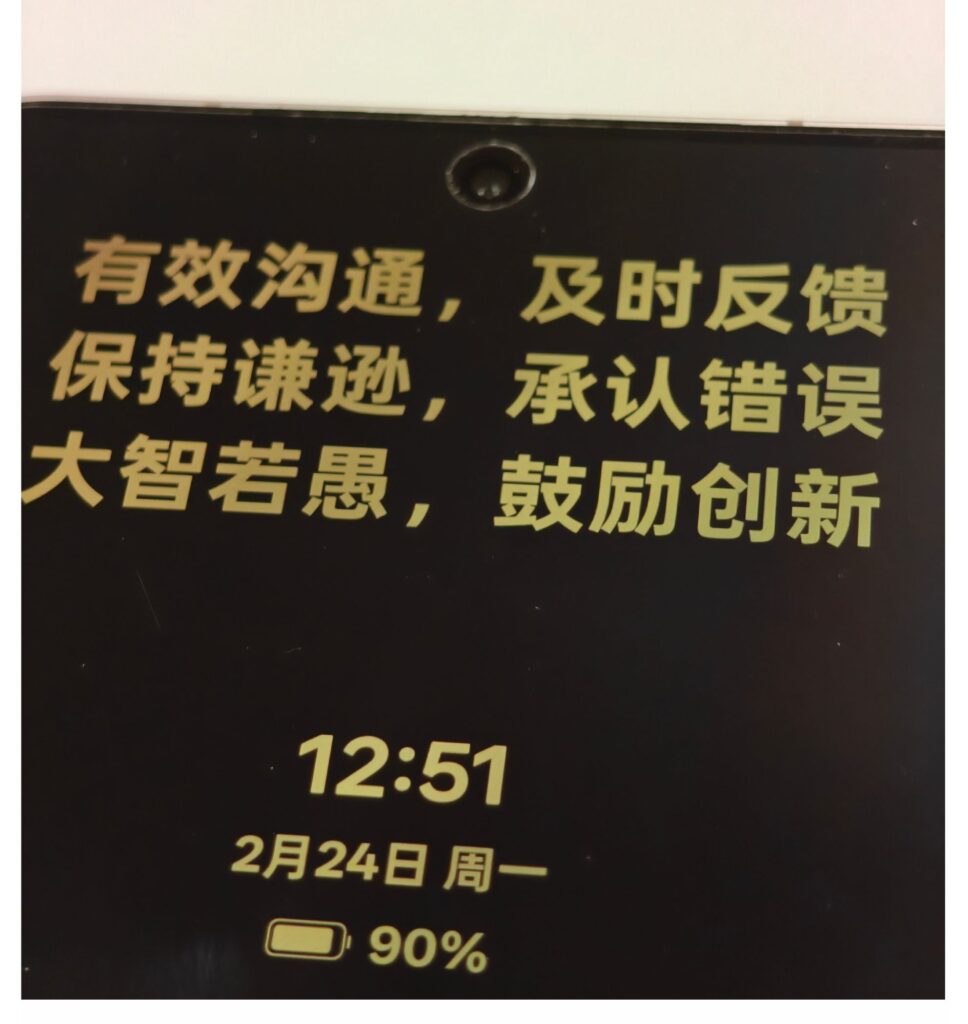 有效沟通，及时反馈
保持谦逊，承认错误
大智若愚，鼓励创新
12:51
2月24日 周一
90%